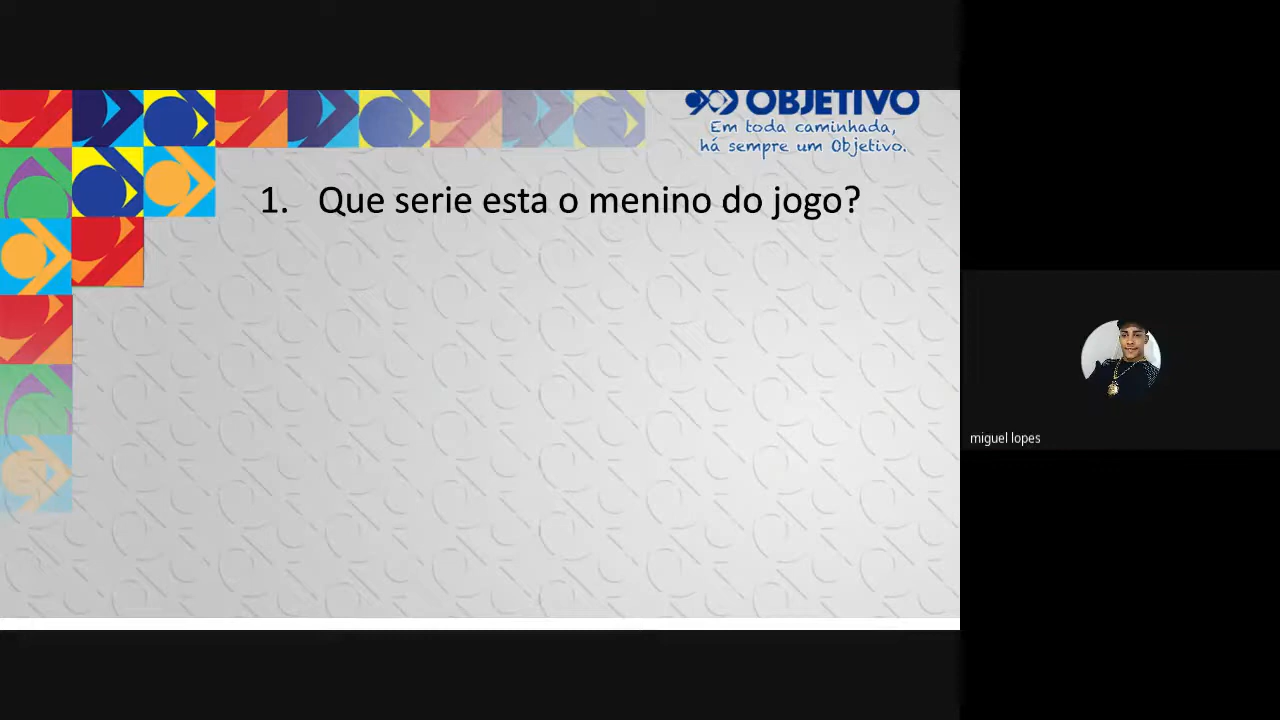 OBJETIVO
Em toda caminhada,
há sempre um Objetivo.
1. Que serie esta o menino do jogo?
miguel lopes